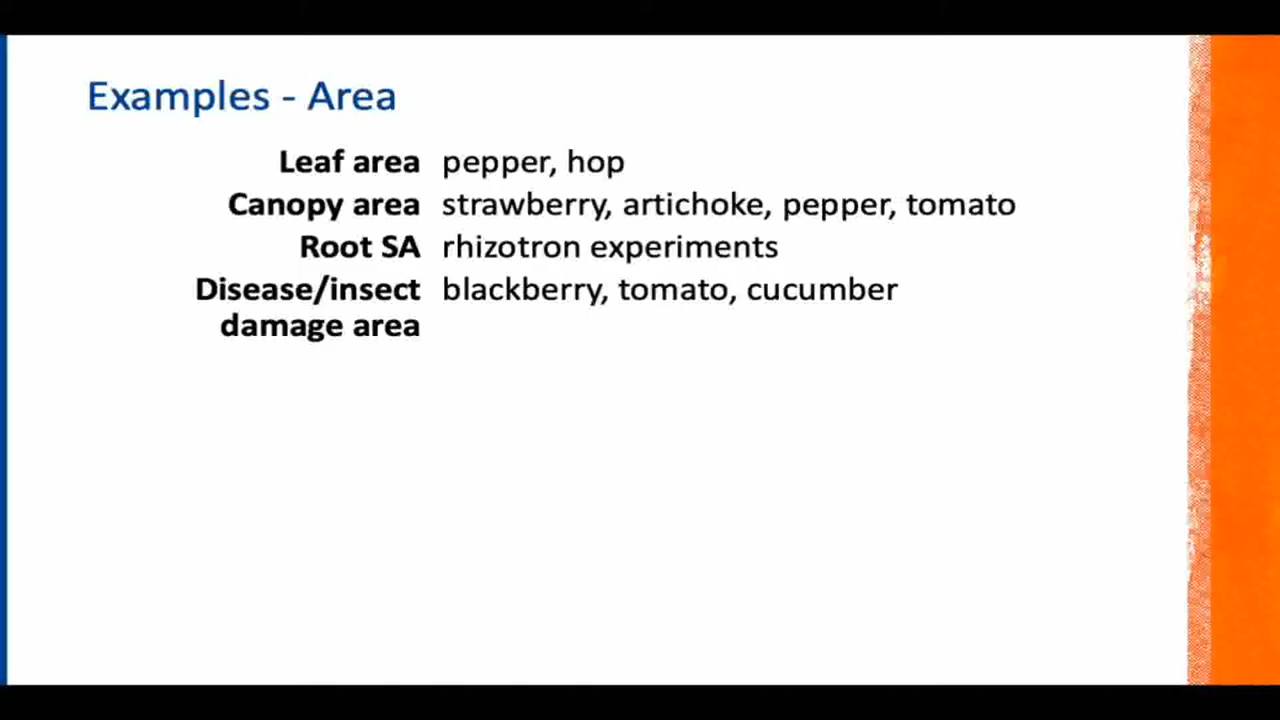 Examples - Area
Leaf area pepper, hop
Canopy area strawberry, artichoke, pepper, tomato
Root SA rhizotron experiments
Disease/insect blackberry, tomato, cucumber
damage area